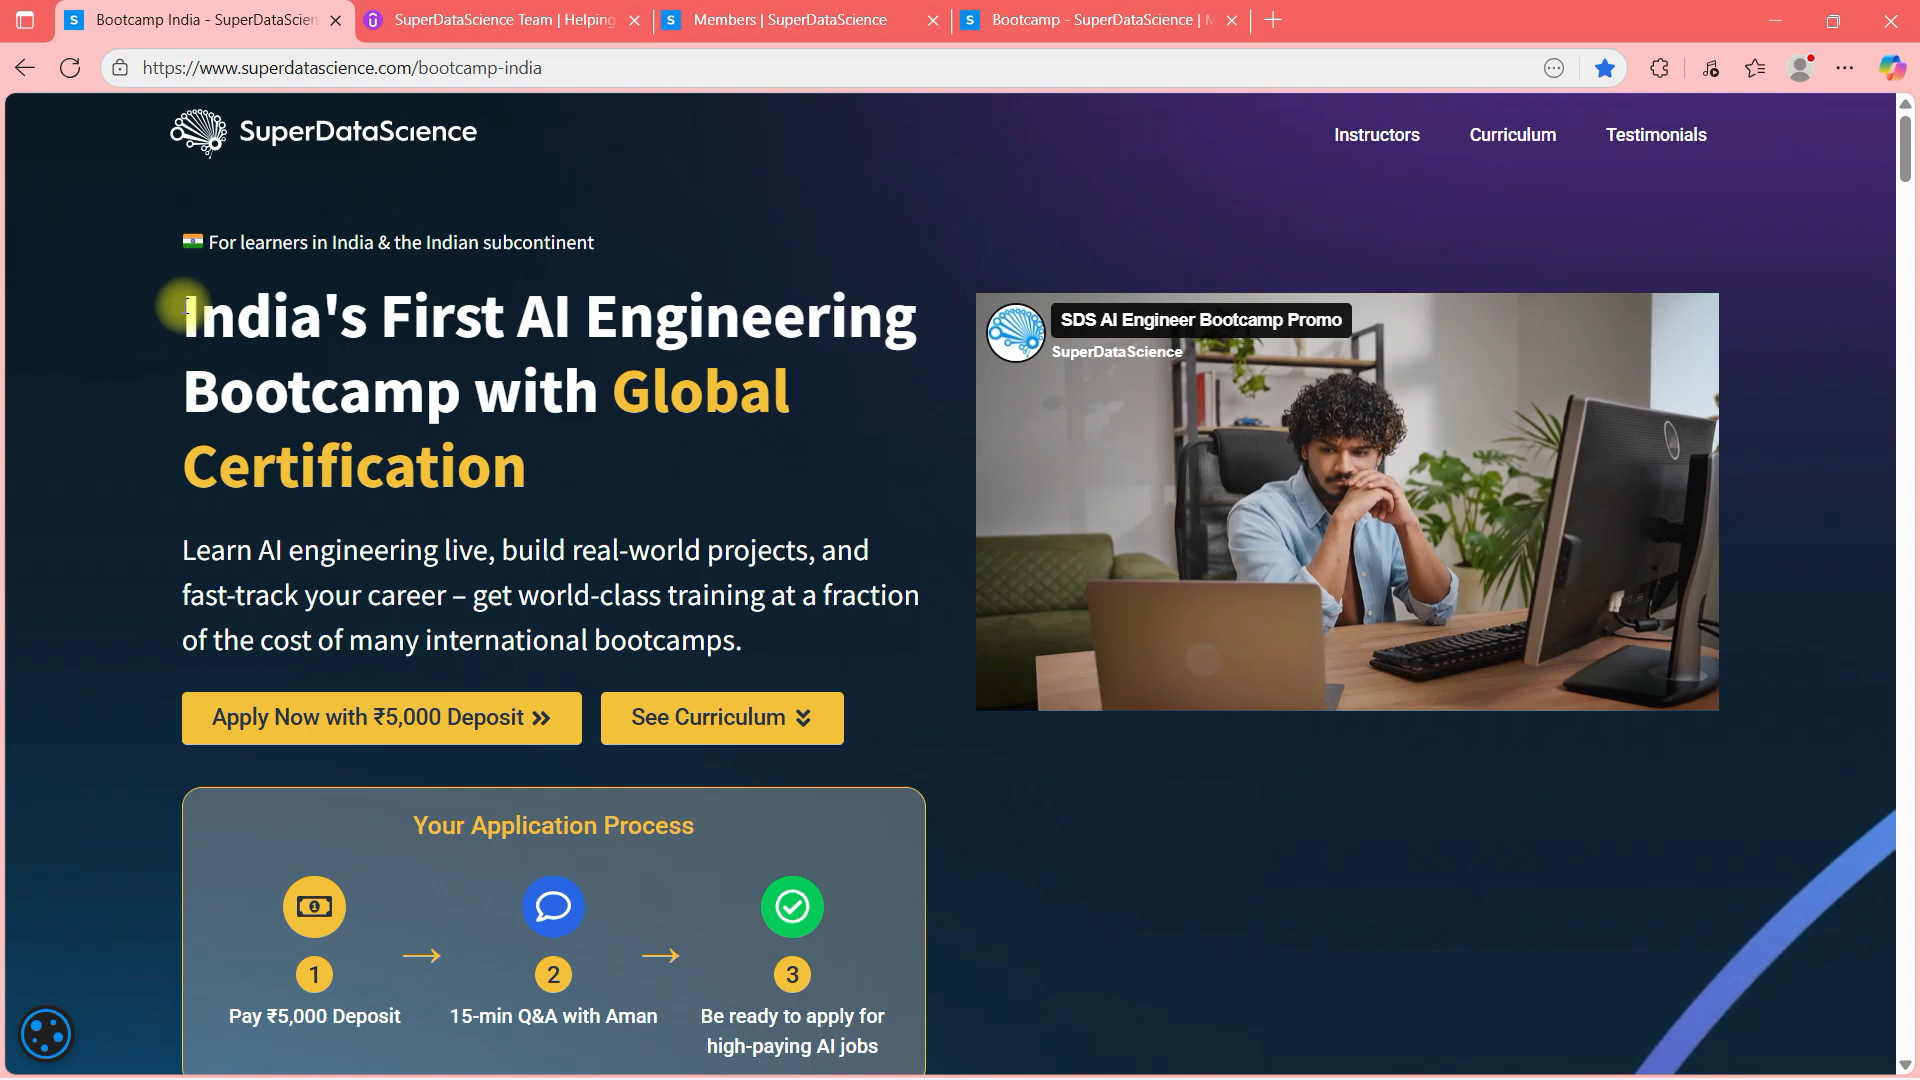 Bootcamp India - SuperDataScien
SuperDataScience Team | Helping
Members | SuperDataScience
Bootcamp - SuperDataScience | M
https://www.superdatascience.com/bootcamp-india
SuperDataScience
Instructors
Curriculum
Testimonials
For learners in India & the Indian subcontinent
India's First AI Engineering
Bootcamp with Global
Certification
SDS AI Engineer Bootcamp Promo
SuperDataScience
Learn AI engineering live, build real-world projects, and
fast-track your career – get world-class training at a fraction
of the cost of many international bootcamps.
Apply Now with ₹5,000 Deposit
See Curriculum
Your Application Process
1
2
3
Pay ₹5,000 Deposit
15-min Q&A with Aman
Be ready to apply for
high-paying AI jobs